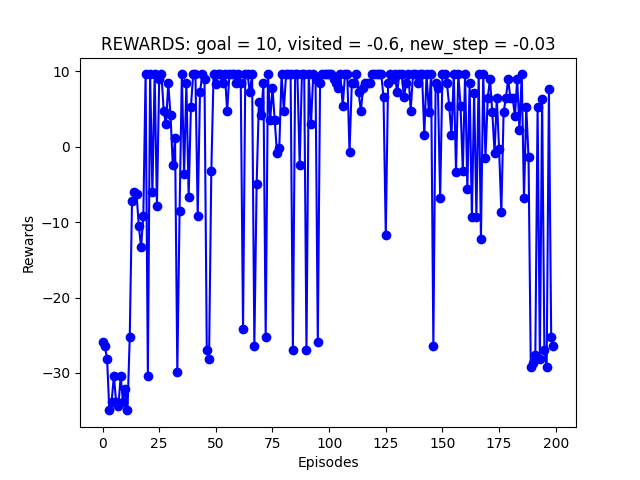 REWARDS: goal = 10, visited = -0.6, new_step = -0.03
10
0
−10
−20
−30
Rewards
0 25 50 75 100 125 150 175 200
Episodes